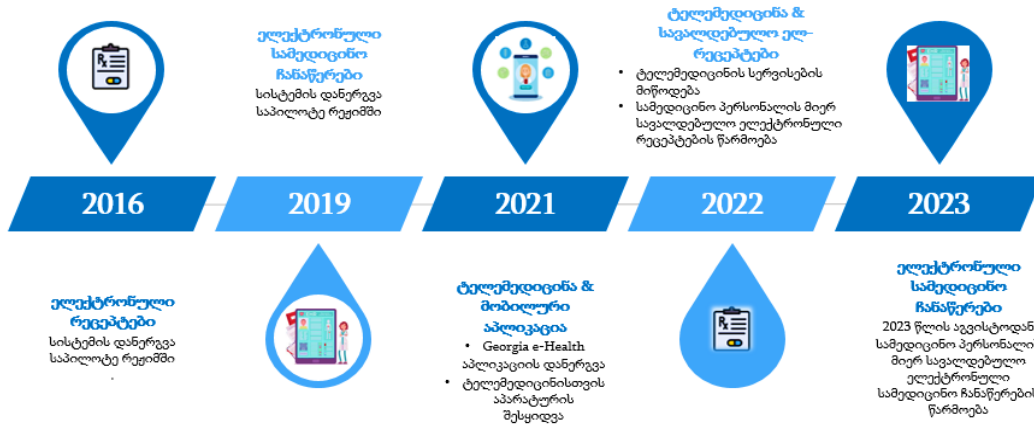 2016
ელექტრონული
რეცეპტები
სისტემის დანერგვა
საპილოტე რეჟიმში
.
ელექტრონული
სამედიცინო
ჩანაწერები
სისტემის დანერგვა
საპილოტე რეჟიმში
2019
2021
ტელემედიცინა &
მობილური
აპლიკაცია
• Georgia e-Health
აპლიკაციის დანერგვა
• ტელემედიცინისთვის
აპარატურის
შესყიდვა
ტელემედიცინა &
სავალდებულო ელ-
რეცეპტები
• ტელემედიცინის სერვისების
მიწოდება
• სამედიცინო პერსონალის მიერ
სავალდებულო ელექტრონული
რეცეპტების წარმოება
2022
2023
ელექტრონული
სამედიცინო
ჩანაწერები
2023 წლის აგვისტოდან
სამედიცინო პერსონალის
მიერ სავალდებულო
ელექტრონული
სამედიცინო ჩანაწერების
წარმოება